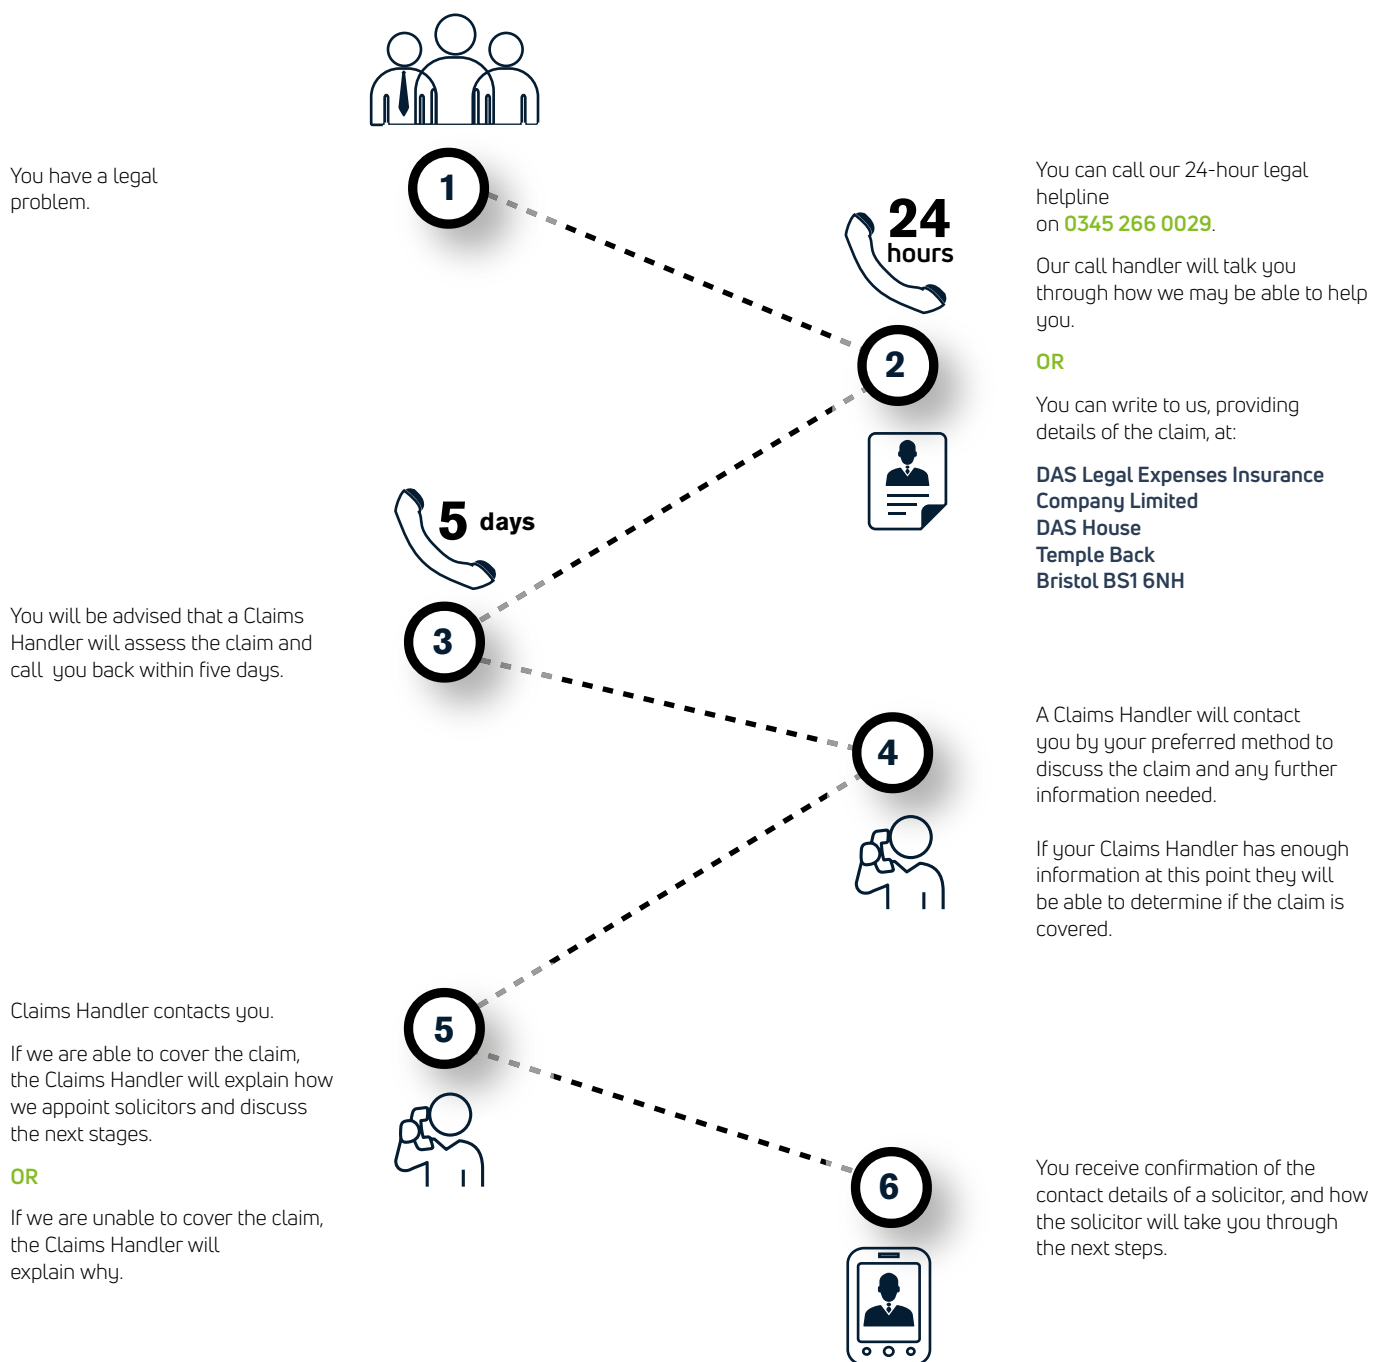 You have a legal
problem.
1
24
hours
You can call our 24-hour legal
helpline
on 0345 266 0029.
Our call handler will talk you
through how we may be able to help
you.
OR
You can write to us, providing
details of the claim, at:
DAS Legal Expenses Insurance
Company Limited
DAS House
Temple Back
Bristol BS1 6NH
2
5 days
You will be advised that a Claims
Handler will assess the claim and
call  you back within five days.
3
4
A Claims Handler will contact
you by your preferred method to
discuss the claim and any further
information needed.
If your Claims Handler has enough
information at this point they will
be able to determine if the claim is
covered.
Claims Handler contacts you.
If we are able to cover the claim,
the Claims Handler will explain how
we appoint solicitors and discuss
the next stages.
OR
If we are unable to cover the claim,
the Claims Handler will
explain why.
5
6
You receive confirmation of the
contact details of a solicitor, and how
the solicitor will take you through
the next steps.